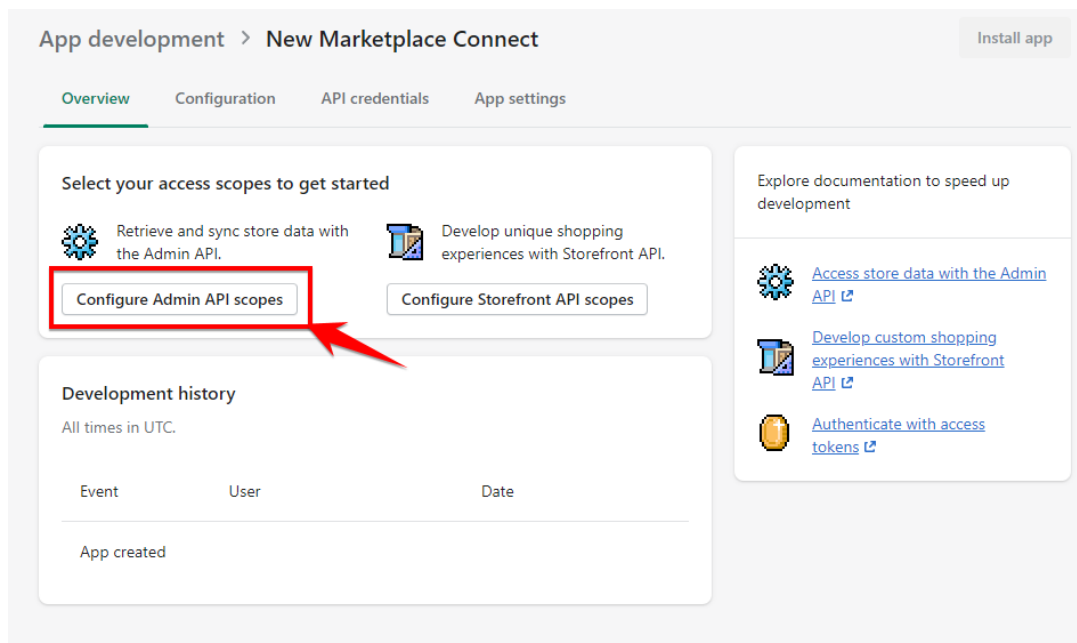 App development > New Marketplace Connect
Install app
Overview
Configuration
API credentials
App settings
Select your access scopes to get started
Retrieve and sync store data with
the Admin API.
Configure Admin API scopes
Develop unique shopping
experiences with Storefront API.
Configure Storefront API scopes
Explore documentation to speed up
development
Access store data with the Admin
API
Develop custom shopping
experiences with Storefront
API
Authenticate with access
tokens
Development history
All times in UTC.
Event
User
Date
App created